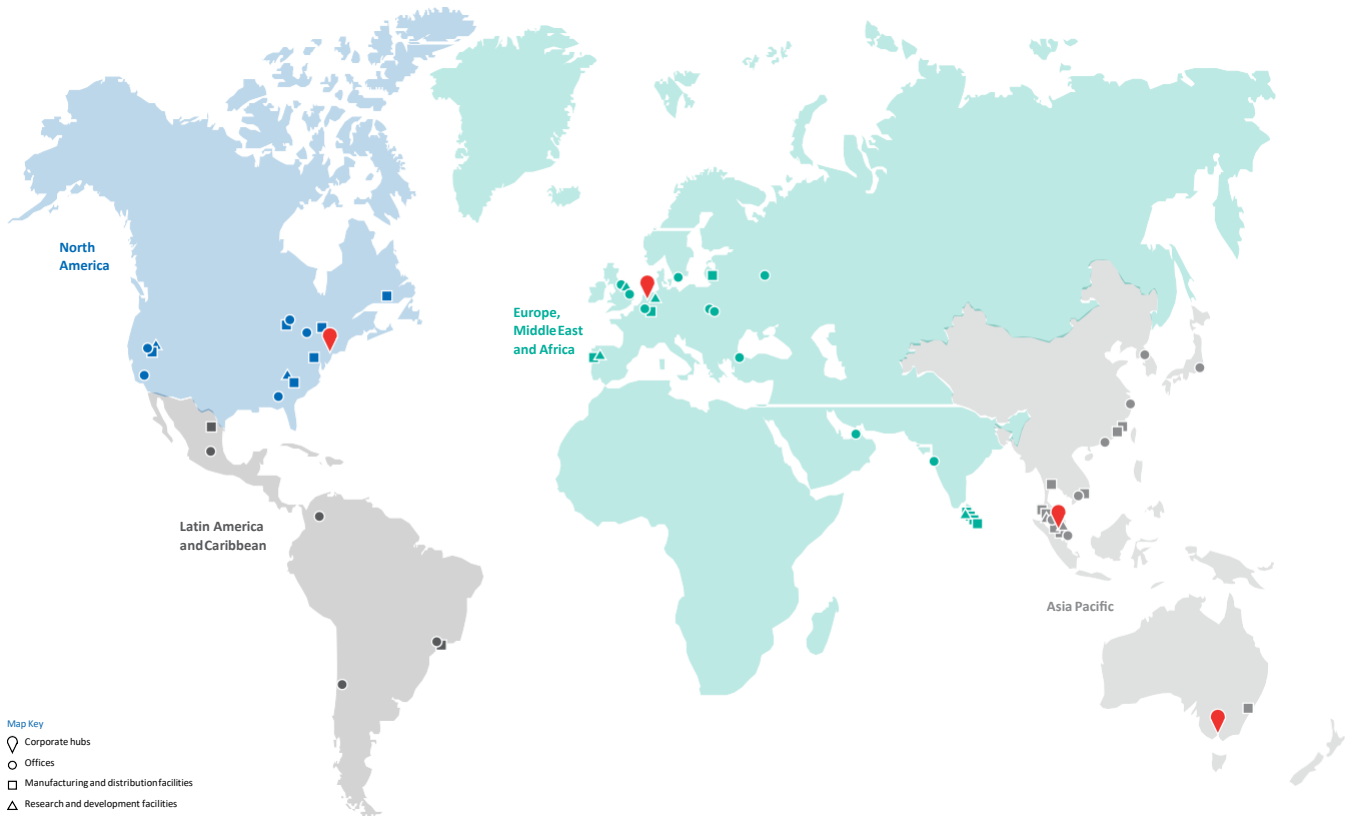 North
America
Europe,
Middle East
and Africa
Latin America
and Caribbean
Asia Pacific
Map Key
Corporate hubs
Offices
Manufacturing and distribution facilities
Research and development facilities